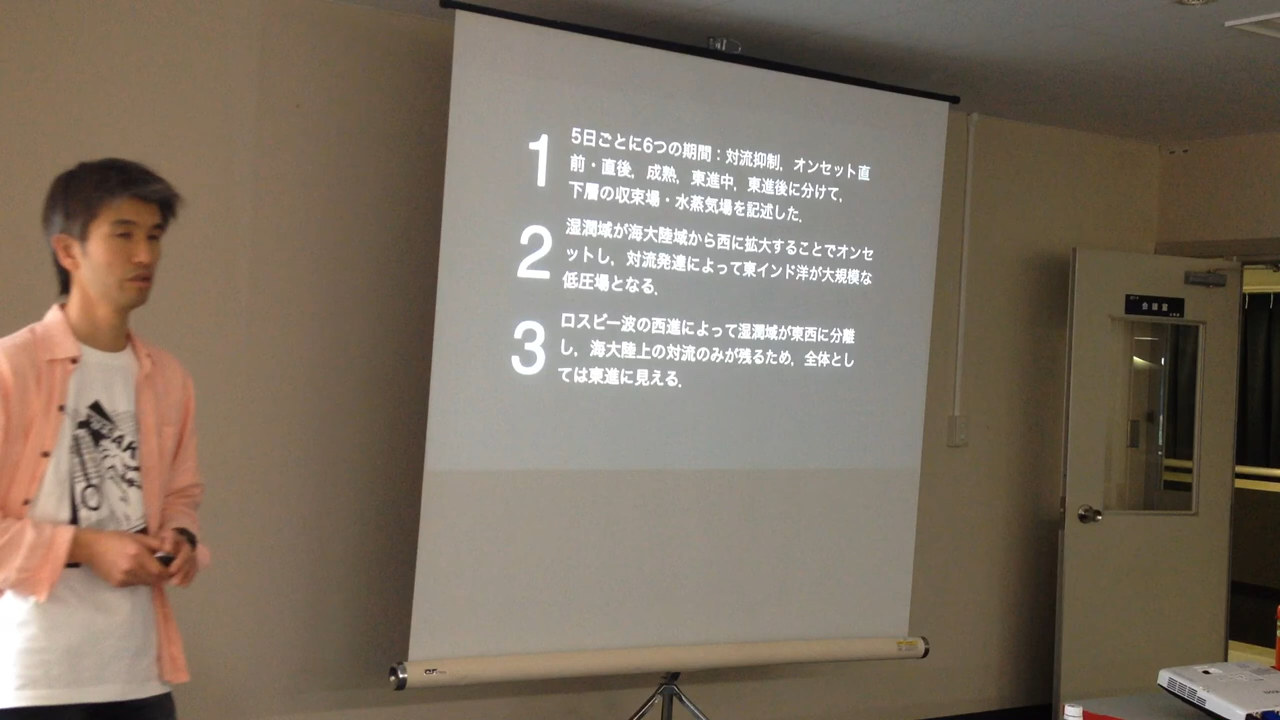 1
5日ごとに6つの期間：対流抑制，オンセット直
前・直後，成熟，東進中，東進後に分けて，
下層の収束場・水蒸気場を記述した．
2
湿潤域が海大陸域から西に拡大することでオンセ
ットし，対流発達によって東インド洋が大規模な
低圧場となる．
3
ロスビー波の西進によって湿潤域が東西に分離
し，海大陸上の対流のみが残るため，全体とし
ては東進に見える．
会議室